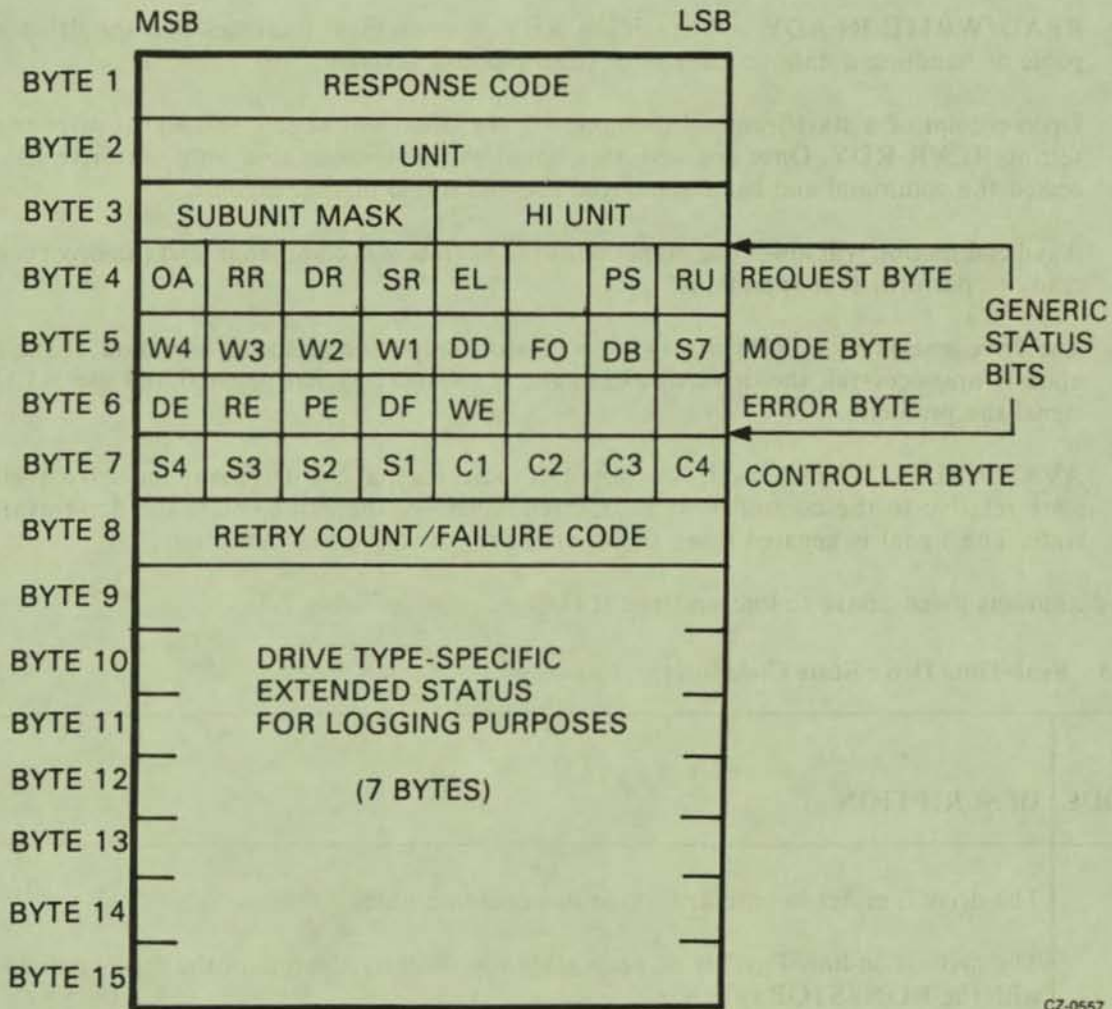 MSB LSB
BYTE 1 RESPONSE CODE
BYTE 2 UNIT
BYTE 3 SUBUNIT MASK HI UNIT
BYTE 4 OA RR DR SR EL PS RU REQUEST BYTE
GENERIC
STATUS
BITS
BYTE 5 W4 W3 W2 W1 DD FO DB S7 MODE BYTE
BYTE 6 DE RE PE DF WE ERROR BYTE
BYTE 7 S4 S3 S2 S1 C1 C2 C3 C4 CONTROLLER BYTE
BYTE 8 RETRY COUNT/FAILURE CODE
BYTE 9
BYTE 10 DRIVE TYPE-SPECIFIC
EXTENDED STATUS
BYTE 11 FOR LOGGING PURPOSES
BYTE 12 (7 BYTES)
BYTE 13
BYTE 14
BYTE 15
CZ-0557